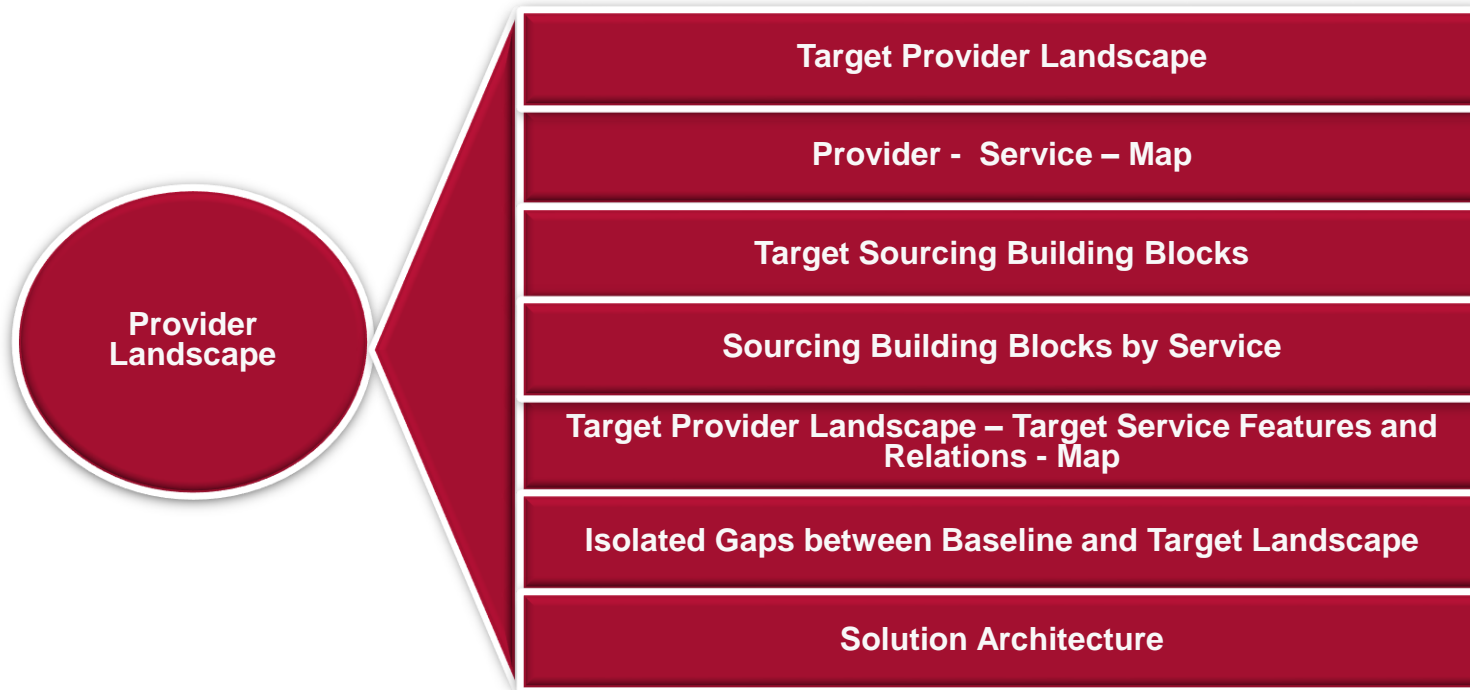 Target Provider Landscape
Provider -  Service – Map
Target Sourcing Building Blocks
Provider
Landscape
Sourcing Building Blocks by Service
Target Provider Landscape – Target Service Features and
Relations - Map
Isolated Gaps between Baseline and Target Landscape
Solution Architecture